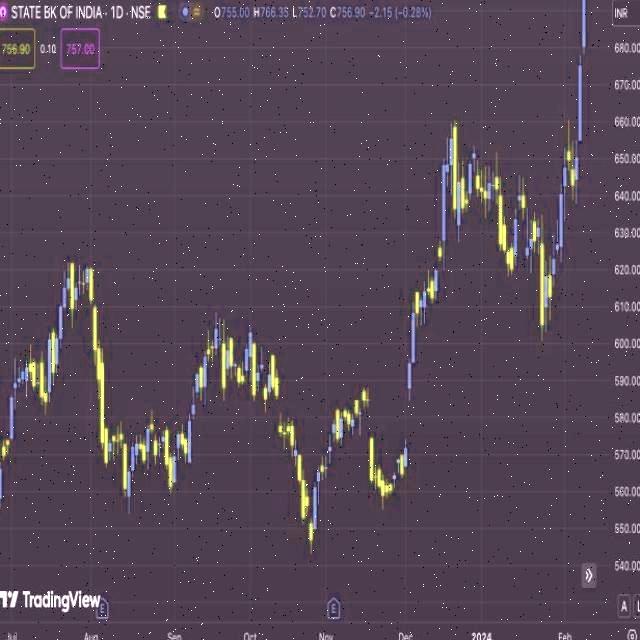 STATE BK OF INDIA · 1D · NSE O755.00 H766.35 L752.70 C756.90 −2.15 (−0.28%)
INR
756.90 0.10 757.00
680.00
670.00
660.00
650.00
640.00
630.00
620.00
610.00
600.00
590.00
580.00
570.00
560.00
550.00
540.00
E E
TradingView
A L
Jul Aug Sep Oct Nov Dec 2024 Feb